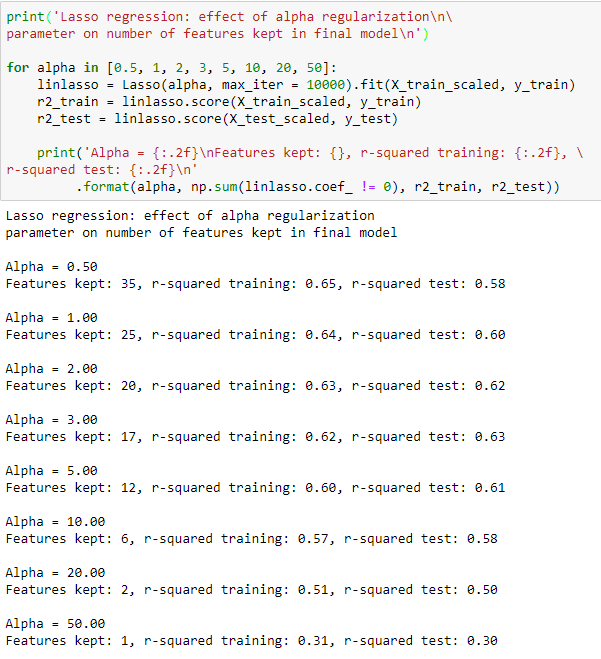 print('Lasso regression: effect of alpha regularization\n\
parameter on number of features kept in final model\n')
for alpha in [0.5, 1, 2, 3, 5, 10, 20, 50]:
    linlasso = Lasso(alpha, max_iter = 10000).fit(X_train_scaled, y_train)
    r2_train = linlasso.score(X_train_scaled, y_train)
    r2_test = linlasso.score(X_test_scaled, y_test)
    print('Alpha = {:.2f}\nFeatures kept: {}, r-squared training: {:.2f}, \
r-squared test: {:.2f}\n'
         .format(alpha, np.sum(linlasso.coef_ != 0), r2_train, r2_test))
Lasso regression: effect of alpha regularization
parameter on number of features kept in final model
Alpha = 0.50
Features kept: 35, r-squared training: 0.65, r-squared test: 0.58
Alpha = 1.00
Features kept: 25, r-squared training: 0.64, r-squared test: 0.60
Alpha = 2.00
Features kept: 20, r-squared training: 0.63, r-squared test: 0.62
Alpha = 3.00
Features kept: 17, r-squared training: 0.62, r-squared test: 0.63
Alpha = 5.00
Features kept: 12, r-squared training: 0.60, r-squared test: 0.61
Alpha = 10.00
Features kept: 6, r-squared training: 0.57, r-squared test: 0.58
Alpha = 20.00
Features kept: 2, r-squared training: 0.51, r-squared test: 0.50
Alpha = 50.00
Features kept: 1, r-squared training: 0.31, r-squared test: 0.30